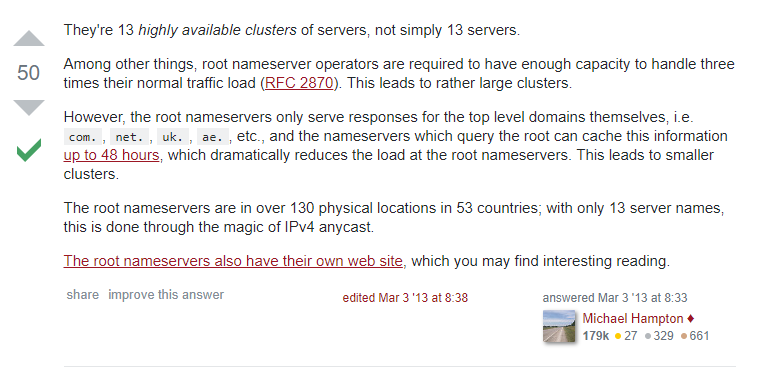 They're 13 highly available clusters of servers, not simply 13 servers.
Among other things, root nameserver operators are required to have enough capacity to handle three
times their normal traffic load (RFC 2870). This leads to rather large clusters.
50
However, the root nameservers only serve responses for the top level domains themselves, i.e.
com. , net. , uk. , ae. , etc., and the nameservers which query the root can cache this information
up to 48 hours, which dramatically reduces the load at the root nameservers. This leads to smaller
clusters.
The root nameservers are in over 130 physical locations in 53 countries; with only 13 server names,
this is done through the magic of IPv4 anycast.
The root nameservers also have their own web site, which you may find interesting reading.
share improve this answer
edited Mar 3 '13 at 8:38
answered Mar 3 '13 at 8:33
Michael Hampton ♦
179k ●27 ●329 ●661